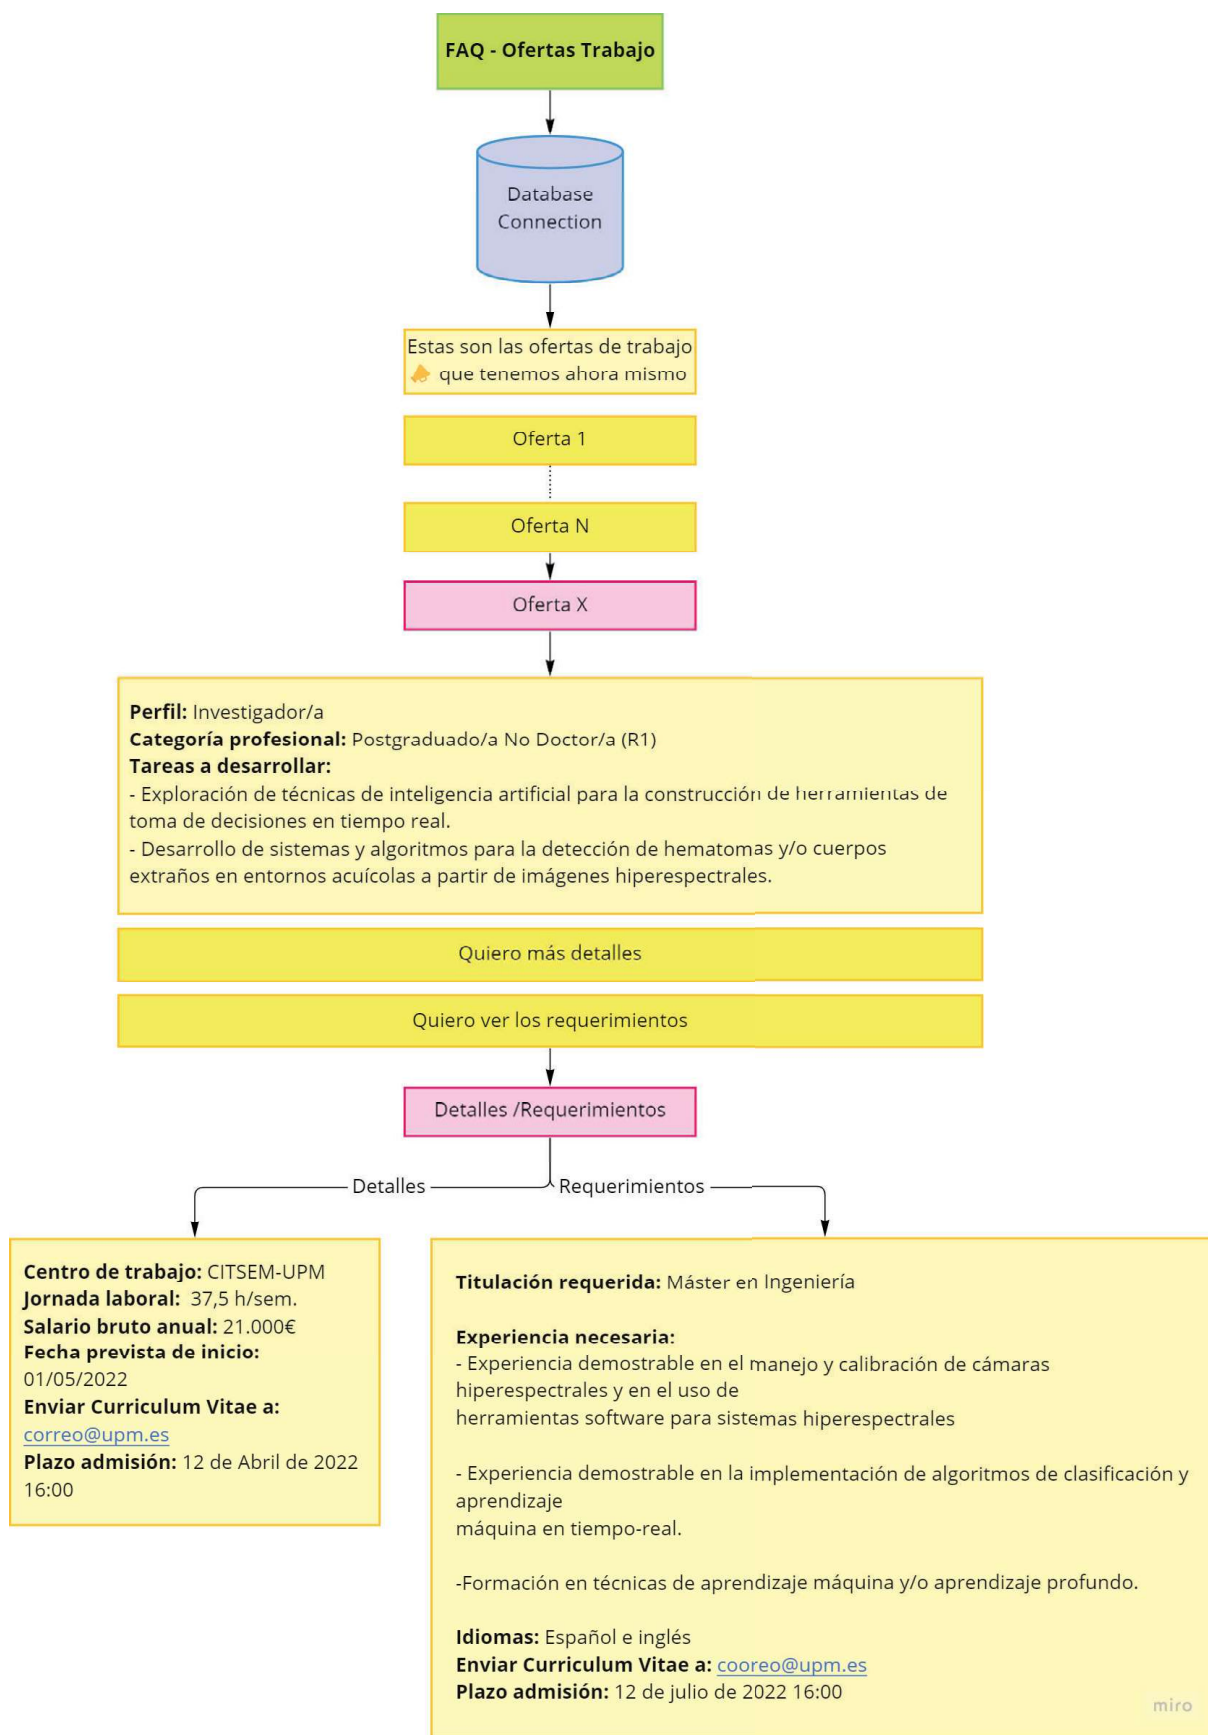 FAQ - Ofertas Trabajo
Database
Connection
Estas son las ofertas de trabajo
que tenemos ahora mismo
Oferta 1
Oferta N
Oferta X
Perfil: Investigador/a
Categoría profesional: Postgraduado/a No Doctor/a (R1)
Tareas a desarrollar:
- Exploración de técnicas de inteligencia artificial para la construcción de herramientas de
toma de decisiones en tiempo real.
- Desarrollo de sistemas y algoritmos para la detección de hematomas y/o cuerpos
extraños en entornos acuícolas a partir de imágenes hiperespectrales.
Quiero más detalles
Quiero ver los requerimientos
Detalles /Requerimientos
Detalles
Requerimientos
Centro de trabajo: CITSEM-UPM
Jornada laboral: 37,5 h/sem.
Salario bruto anual: 21.000€
Fecha prevista de inicio:
01/05/2022
Enviar Curriculum Vitae a:
correo@upm.es
Plazo admisión: 12 de Abril de 2022
16:00
Titulación requerida: Máster en Ingeniería
Experiencia necesaria:
- Experiencia demostrable en el manejo y calibración de cámaras
hiperespectrales y en el uso de
herramientas software para sistemas hiperespectrales
- Experiencia demostrable en la implementación de algoritmos de clasificación y
aprendizaje
máquina en tiempo-real.
-Formación en técnicas de aprendizaje máquina y/o aprendizaje profundo.
Idiomas: Español e inglés
Enviar Curriculum Vitae a: cooreo@upm.es
Plazo admisión: 12 de julio de 2022 16:00
miro